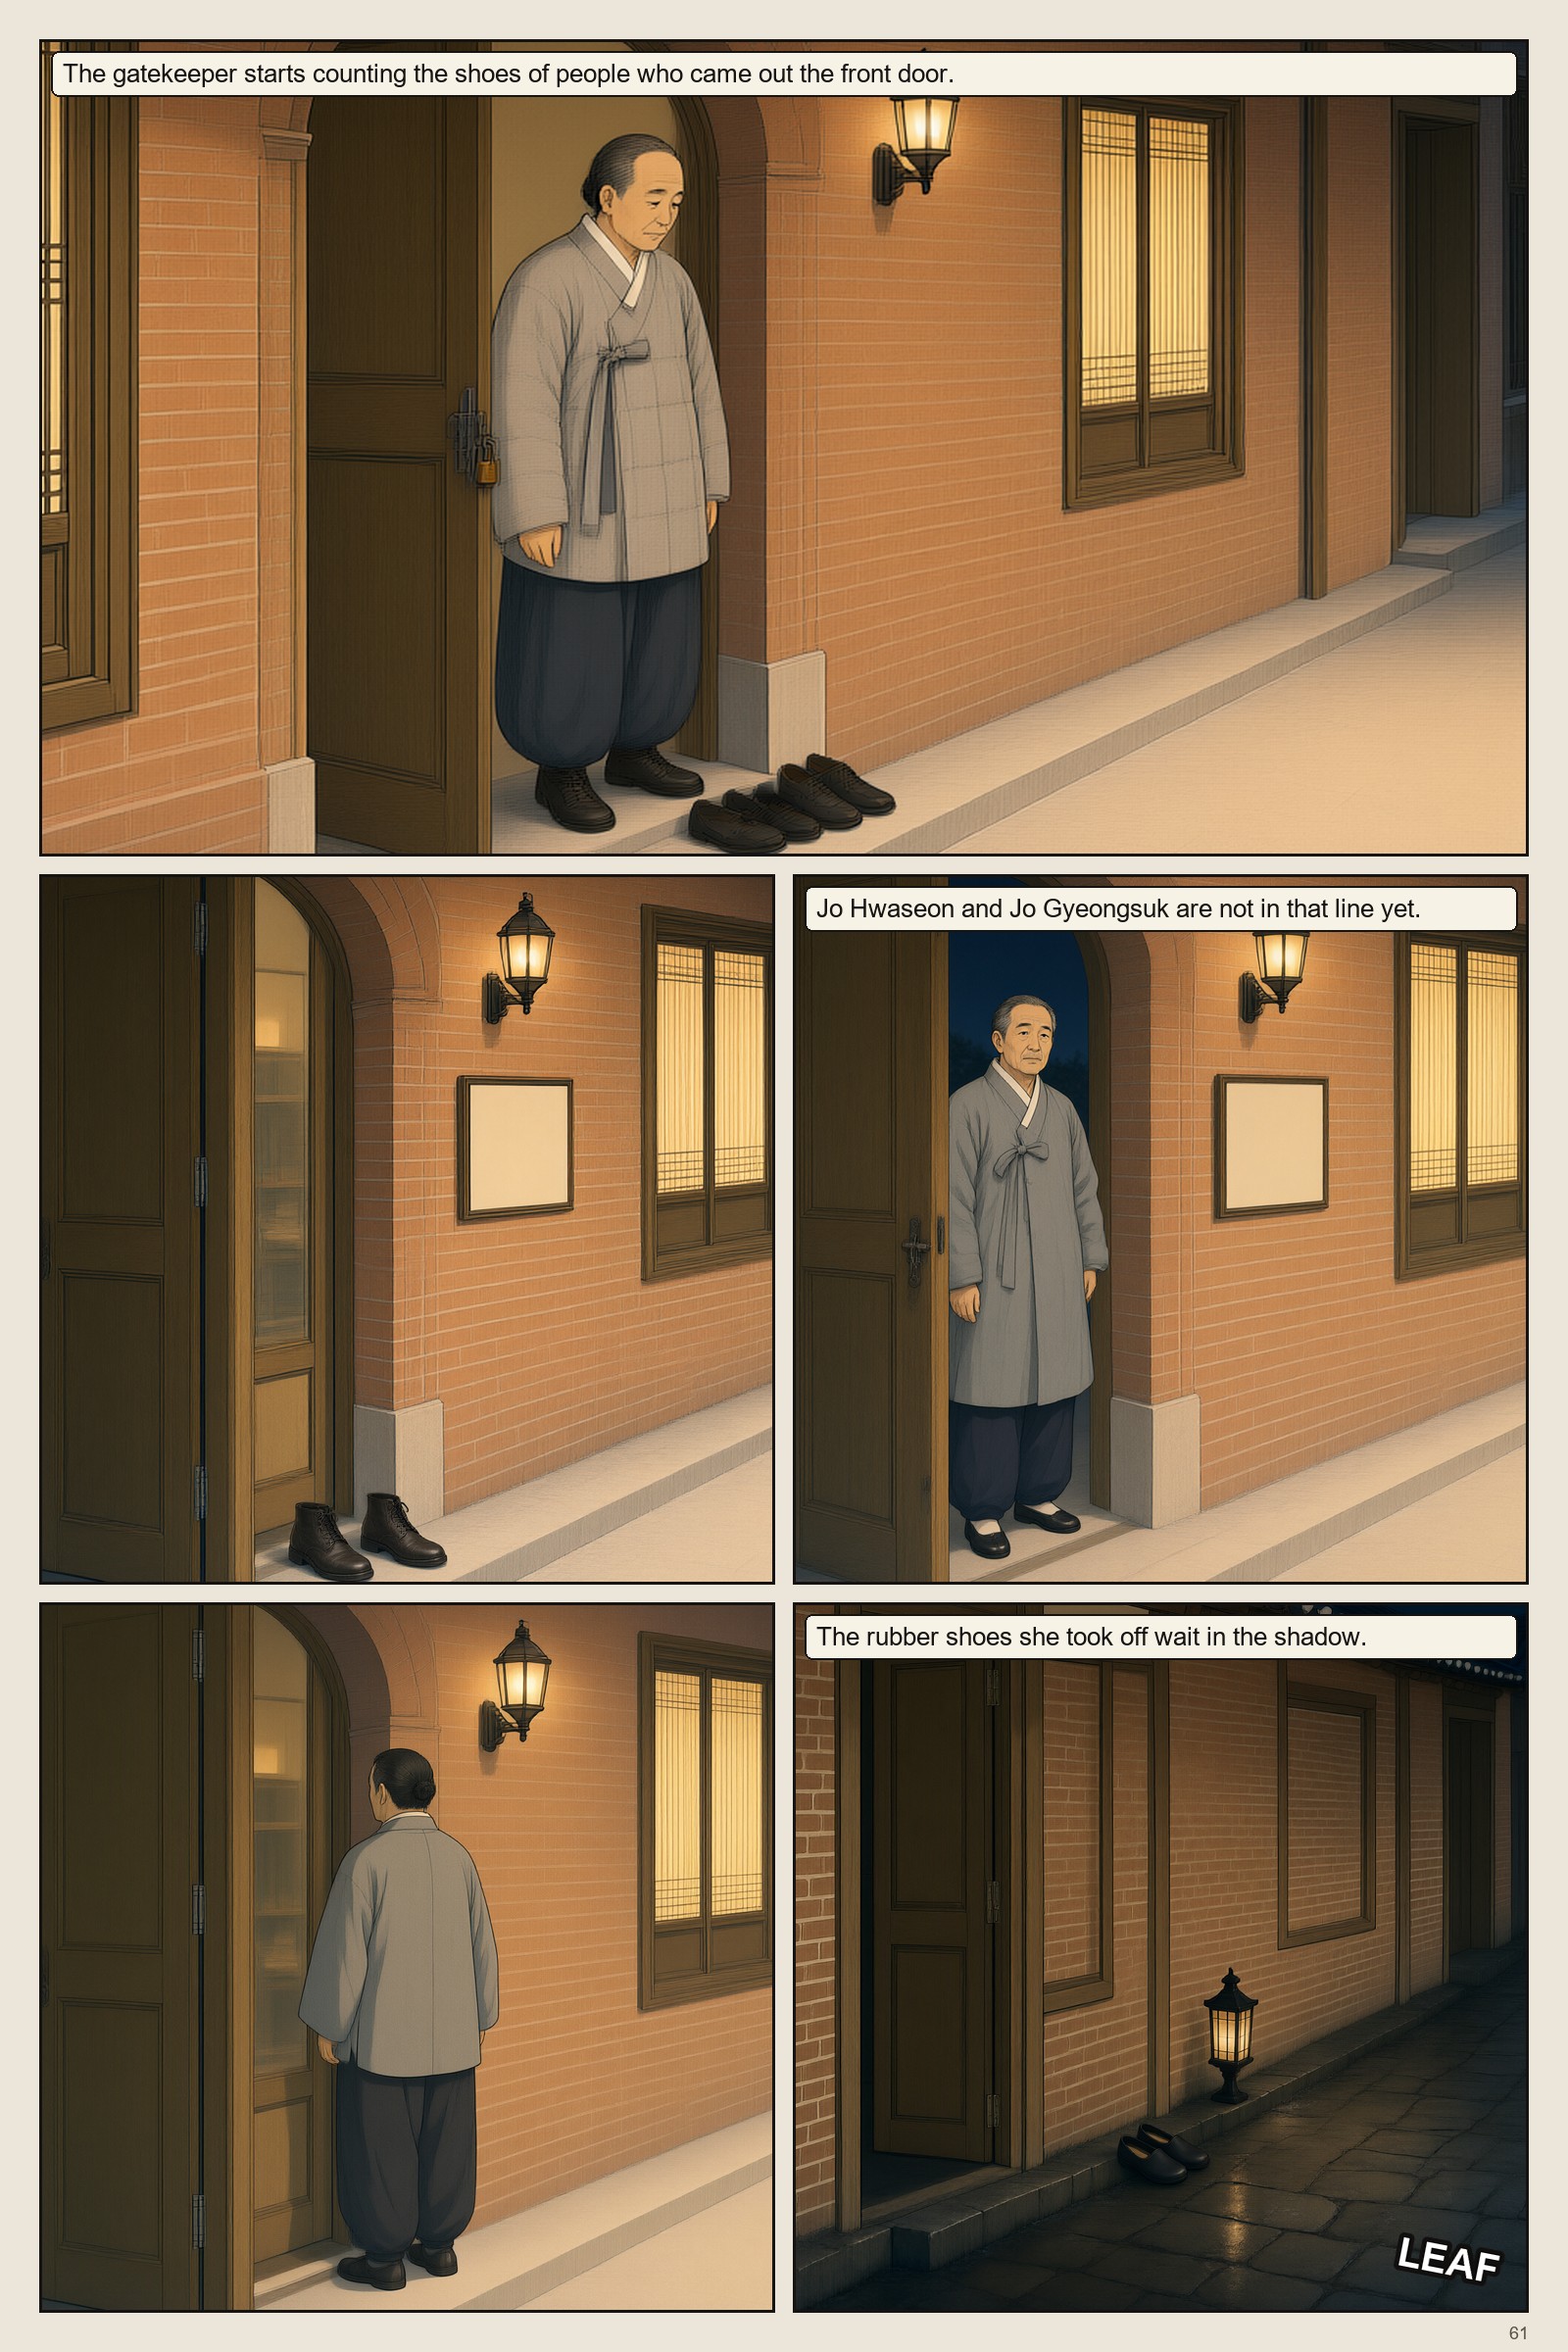 The gatekeeper starts counting the shoes of people who came out the front door.
Jo Hwaseon and Jo Gyeongsuk are not in that line yet.
The rubber shoes she took off wait in the shadow.
LEAF
61